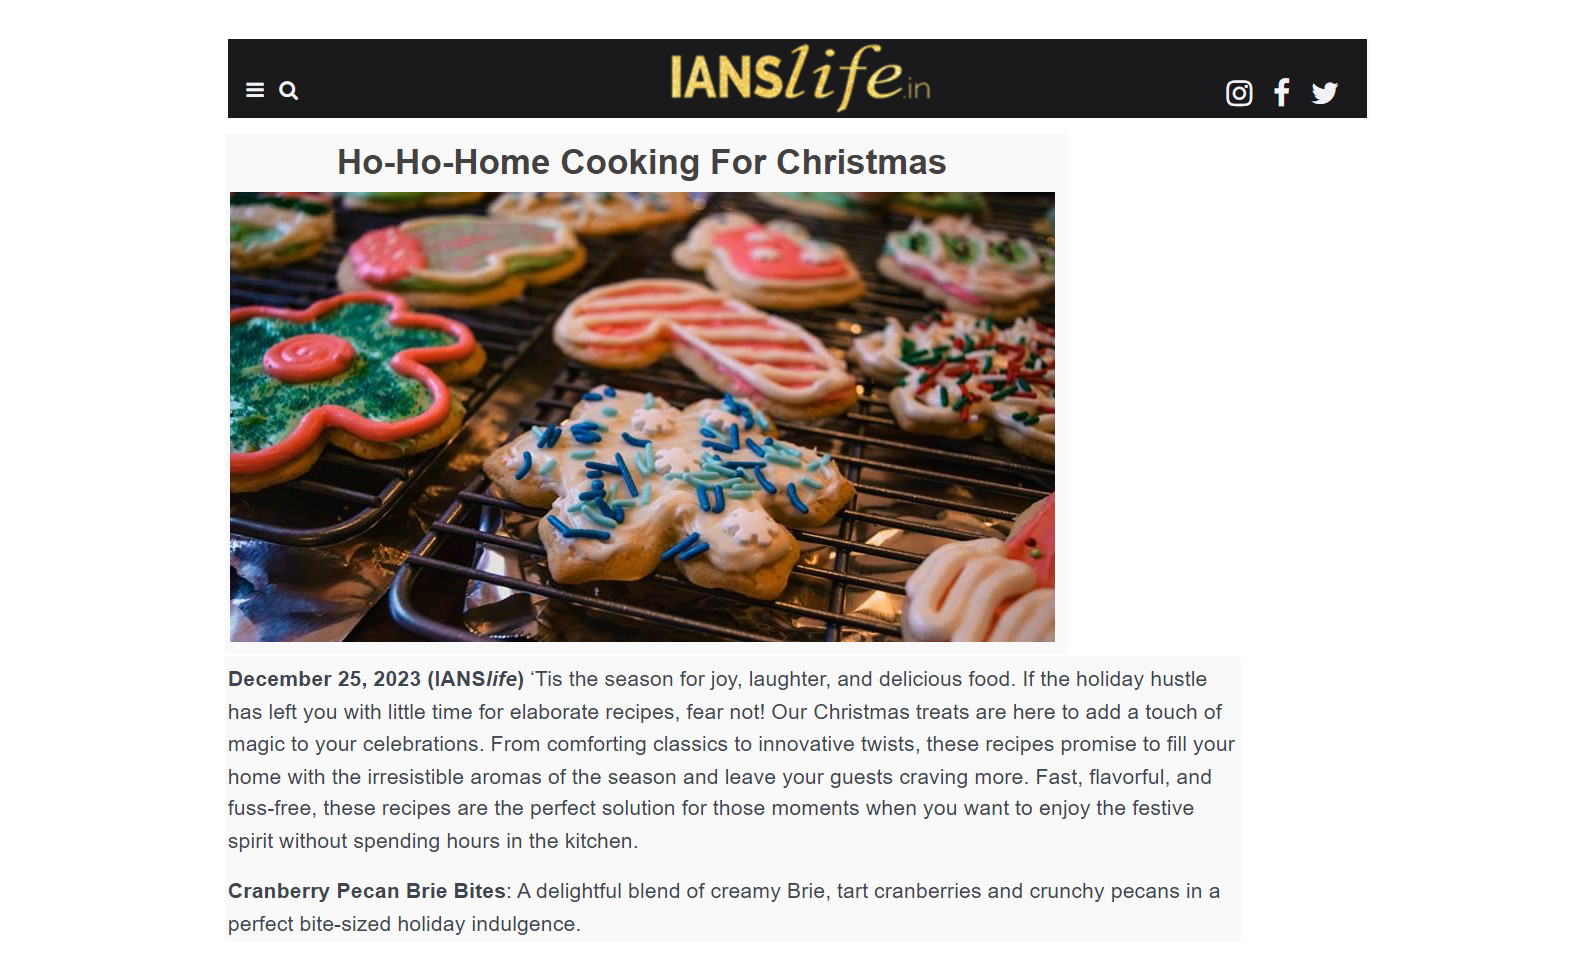 IANSlife.in
Ho-Ho-Home Cooking For Christmas
December 25, 2023 (IANSlife) ‘Tis the season for joy, laughter, and delicious food. If the holiday hustle
has left you with little time for elaborate recipes, fear not! Our Christmas treats are here to add a touch of
magic to your celebrations. From comforting classics to innovative twists, these recipes promise to fill your
home with the irresistible aromas of the season and leave your guests craving more. Fast, flavorful, and
fuss-free, these recipes are the perfect solution for those moments when you want to enjoy the festive
spirit without spending hours in the kitchen.
Cranberry Pecan Brie Bites: A delightful blend of creamy Brie, tart cranberries and crunchy pecans in a
perfect bite-sized holiday indulgence.